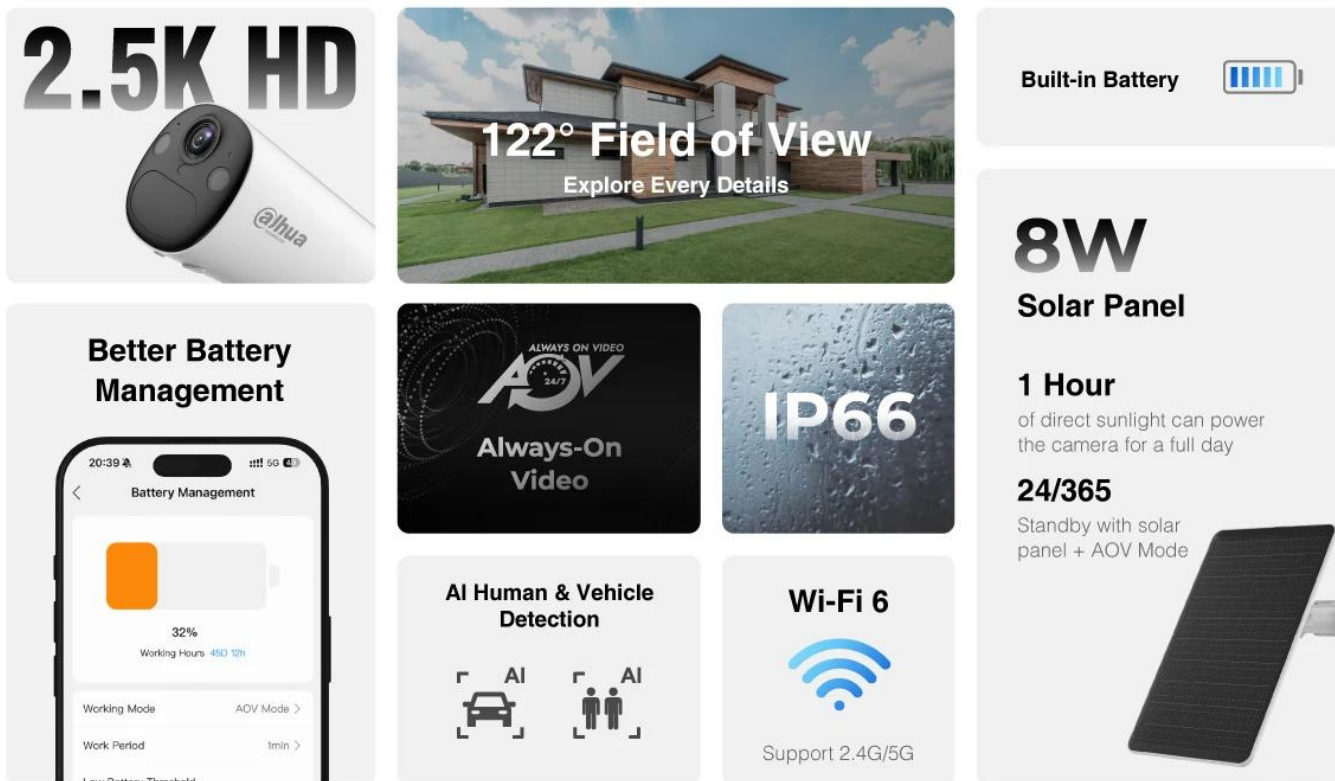 2.5K HD
alhua
TECHNOLOGY
122° Field of View
Explore Every Details
Built-in Battery
8W
Solar Panel
1 Hour
of direct sunlight can power
the camera for a full day
24/365
Standby with solar
panel + AOV Mode
Better Battery
Management
20:39
5G
Battery Management
32%
Working Hours 45D 12h
Working Mode AOV Mode >
Work Period 1min >
Low Battery Threshold
ALWAYS ON VIDEO
AOV
24/7
Always-On
Video
IP66
AI Human & Vehicle
Detection
AI
AI
Wi-Fi 6
Support 2.4G/5G